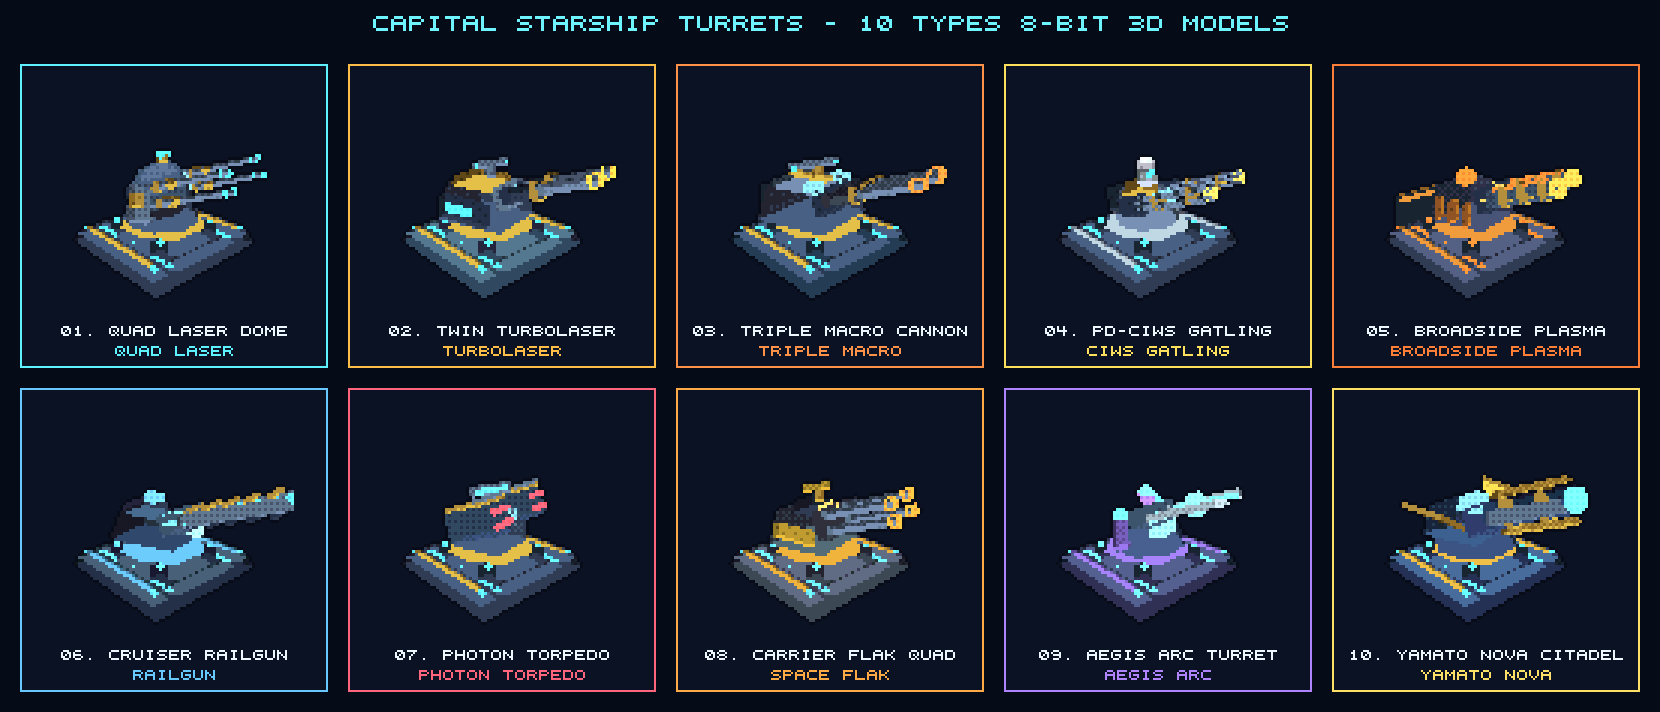 CAPITAL STARSHIP TURRETS - 10 TYPES 8-BIT 3D MODELS
01. QUAD LASER DOME
QUAD LASER
02. TWIN TURBOLASER
TURBOLASER
03. TRIPLE MACRO CANNON
TRIPLE MACRO
04. PD-CIWS GATLING
CIWS GATLING
05. BROADSIDE PLASMA
BROADSIDE PLASMA
06. CRUISER RAILGUN
RAILGUN
07. PHOTON TORPEDO
PHOTON TORPEDO
08. CARRIER FLAK QUAD
SPACE FLAK
09. AEGIS ARC TURRET
AEGIS ARC
10. YAMATO NOVA CITADEL
YAMATO NOVA